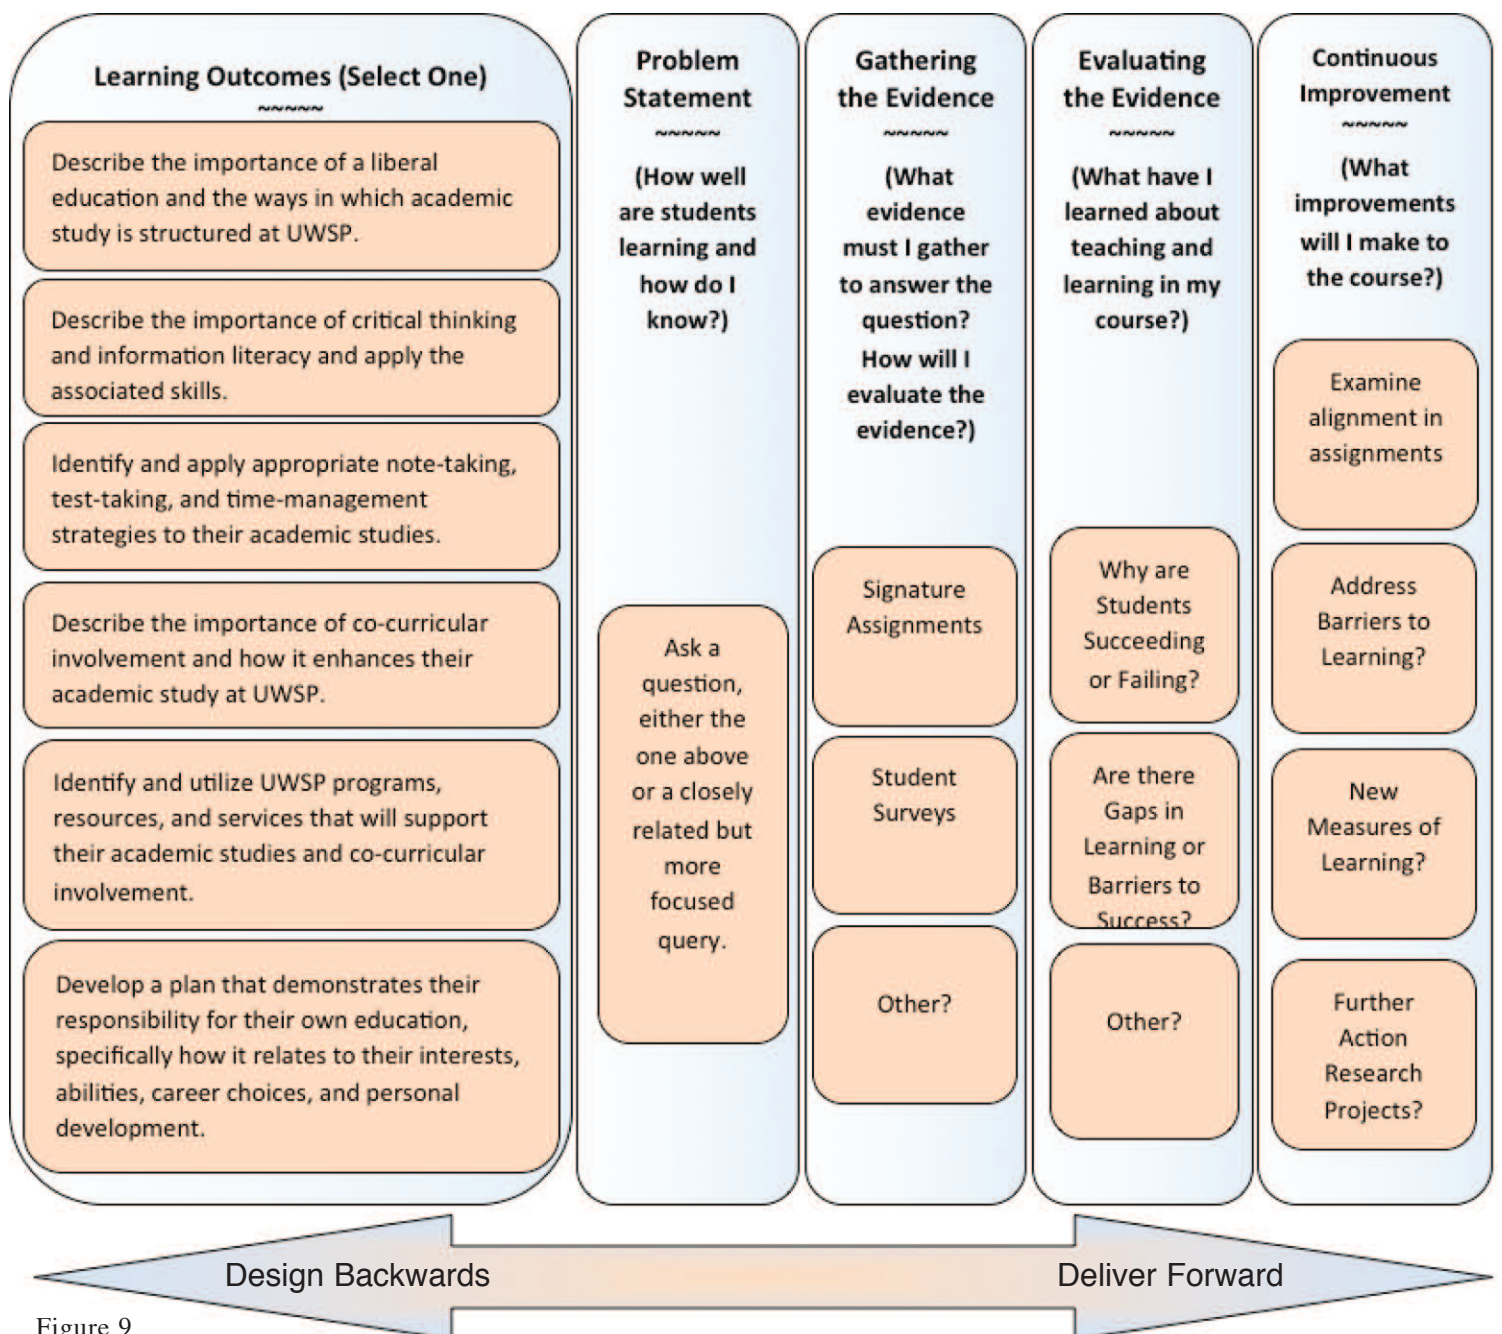 Learning Outcomes (Select One)
~~~~~
Describe the importance of a liberal
education and the ways in which academic
study is structured at UWSP.
Describe the importance of critical thinking
and information literacy and apply the
associated skills.
Identify and apply appropriate note-taking,
test-taking, and time-management
strategies to their academic studies.
Describe the importance of co-curricular
involvement and how it enhances their
academic study at UWSP.
Identify and utilize UWSP programs,
resources, and services that will support
their academic studies and co-curricular
involvement.
Develop a plan that demonstrates their
responsibility for their own education,
specifically how it relates to their interests,
abilities, career choices, and personal
development.
Problem
Statement
~~~~~
(How well
are students
learning and
how do I
know?)
Ask a
question,
either the
one above
or a closely
related but
more
focused
query.
Gathering
the Evidence
~~~~~
(What
evidence
must I gather
to answer the
question?
How will I
evaluate the
evidence?)
Signature
Assignments
Student
Surveys
Other?
Evaluating
the Evidence
~~~~~
(What have I
learned about
teaching and
learning in my
course?)
Why are
Students
Succeeding
or Failing?
Are there
Gaps in
Learning or
Barriers to
Success?
Other?
Continuous
Improvement
~~~~~
(What
improvements
will I make to
the course?)
Examine
alignment in
assignments
Address
Barriers to
Learning?
New
Measures of
Learning?
Further
Action
Research
Projects?
Design Backwards
Deliver Forward
Figure 9